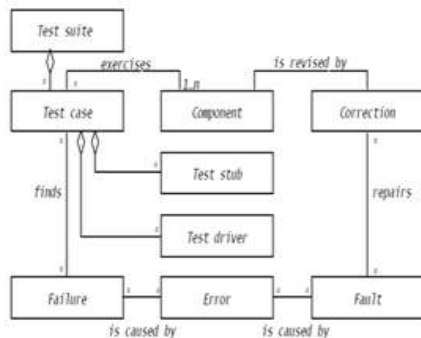 Test suite
exercises
is revised by
1..n
Test case
Component
Correction
Test stub
finds
repairs
Test driver
Failure
Error
Fault
is caused by
is caused by